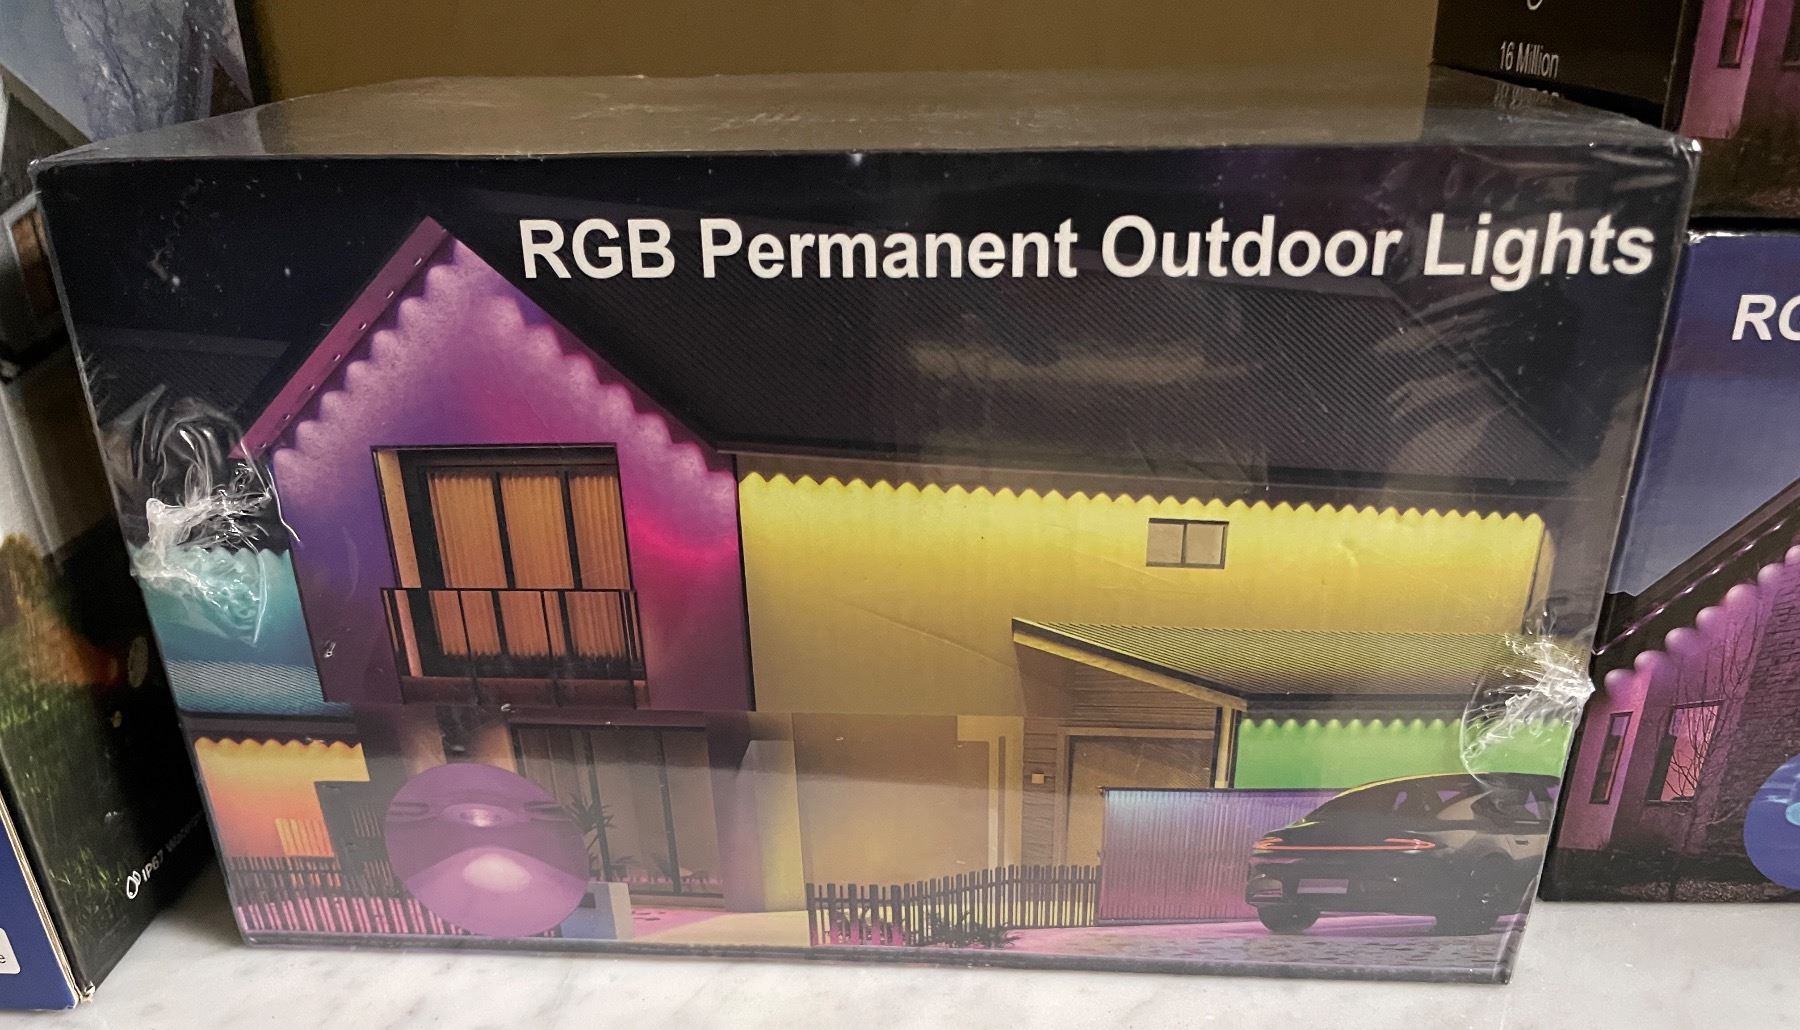 16 Million
RGB Permanent Outdoor Lights
RG
IP67
e